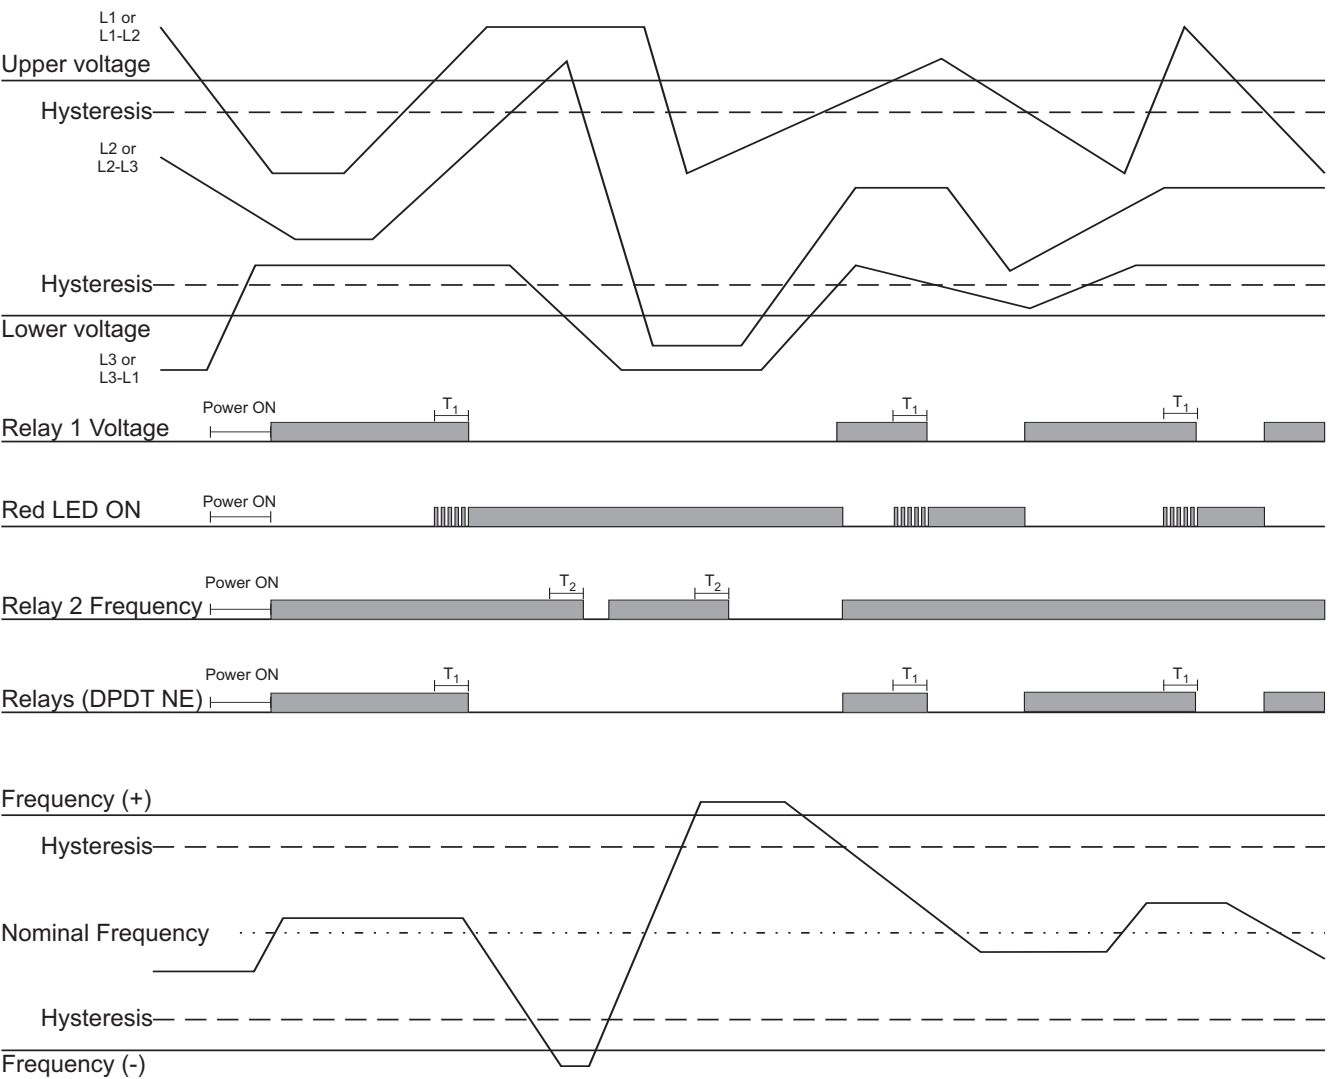 L1 or
L1-L2
Upper voltage
Hysteresis
L2 or
L2-L3
Hysteresis
Lower voltage
L3 or
L3-L1
Power ON
T1
T1
T1
Relay 1 Voltage
Power ON
Red LED ON
Power ON
T2
T2
Relay 2 Frequency
Power ON
T1
T1
T1
Relays (DPDT NE)
Frequency (+)
Hysteresis
Nominal Frequency
Hysteresis
Frequency (-)